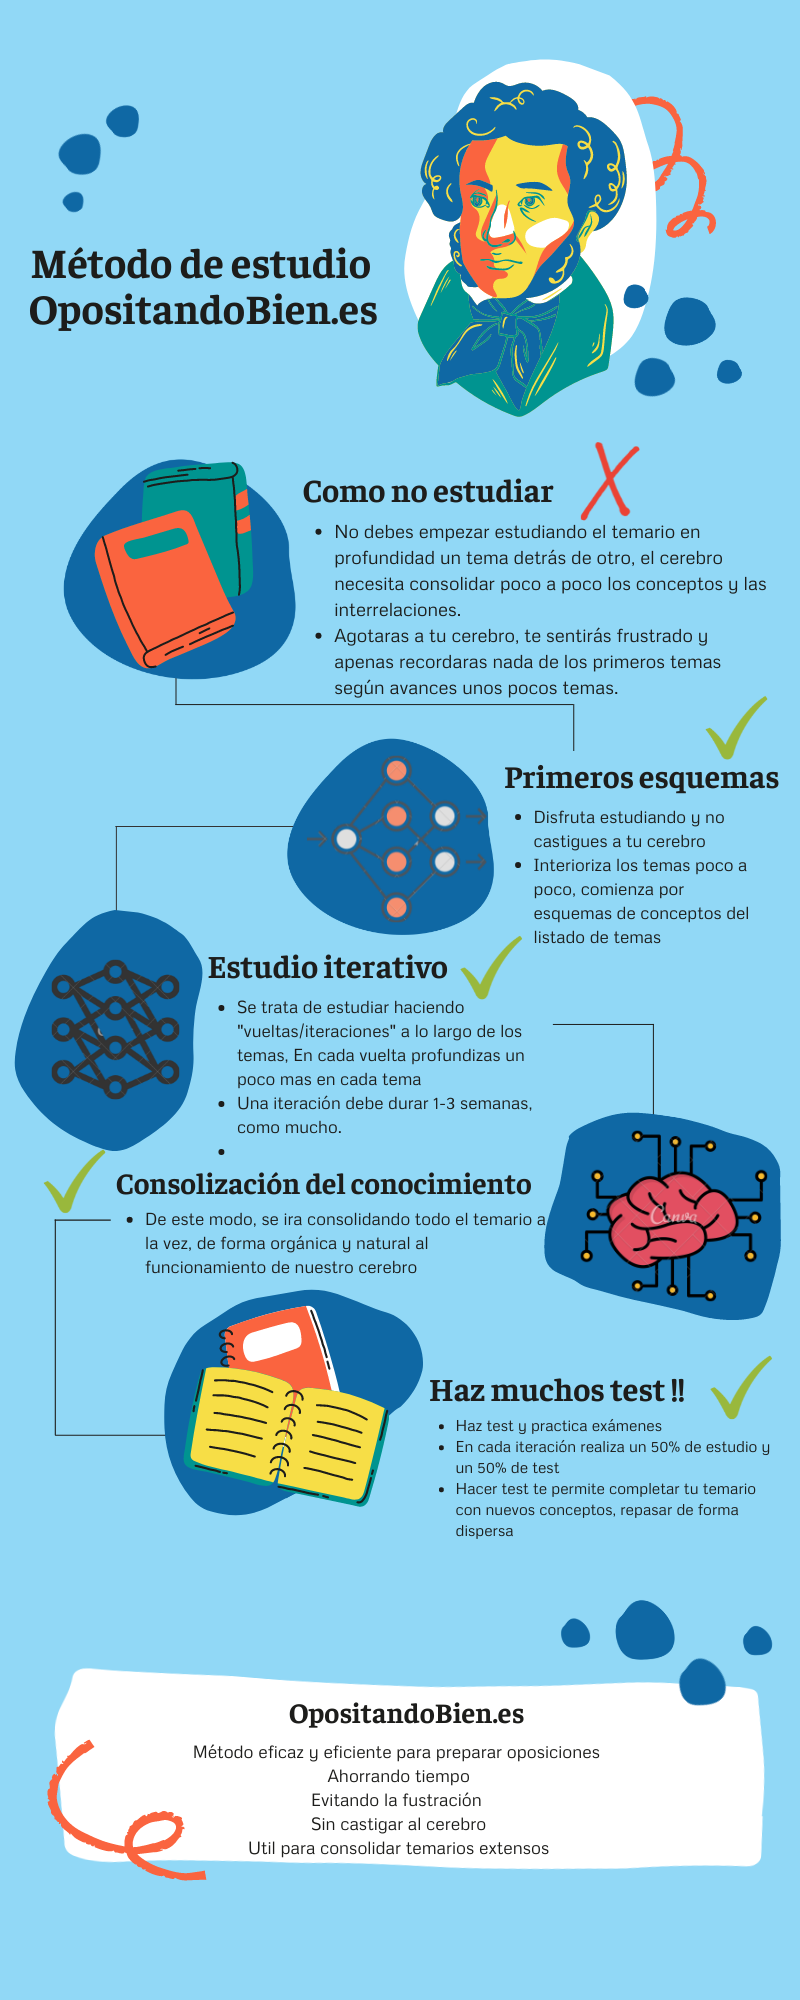 Método de estudio
OpositandoBien.es
Como no estudiar
• No debes empezar estudiando el temario en
profundidad un tema detrás de otro, el cerebro
necesita consolidar poco a poco los conceptos y las
interrelaciones.
• Agotaras a tu cerebro, te sentirás frustrado y
apenas recordaras nada de los primeros temas
según avances unos pocos temas.
Primeros esquemas
• Disfruta estudiando y no
castigues a tu cerebro
• Interioriza los temas poco a
poco, comienza por
esquemas de conceptos del
listado de temas
Estudio iterativo
• Se trata de estudiar haciendo
"vueltas/iteraciones" a lo largo de los
temas, En cada vuelta profundizas un
poco mas en cada tema
• Una iteración debe durar 1-3 semanas,
como mucho.
•
Consolización del conocimiento
• De este modo, se ira consolidando todo el temario a
la vez, de forma orgánica y natural al
funcionamiento de nuestro cerebro
Canva
Haz muchos test !!
• Haz test y practica exámenes
• En cada iteración realiza un 50% de estudio y
un 50% de test
• Hacer test te permite completar tu temario
con nuevos conceptos, repasar de forma
dispersa
OpositandoBien.es
Método eficaz y eficiente para preparar oposiciones
Ahorrando tiempo
Evitando la fustración
Sin castigar al cerebro
Util para consolidar temarios extensos